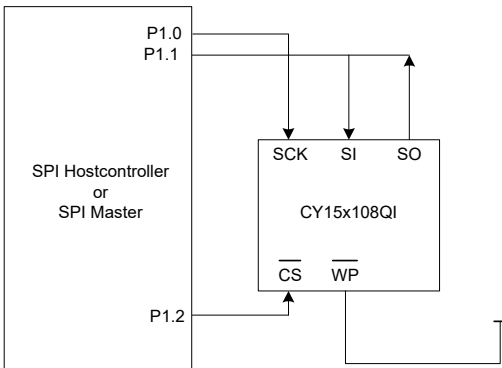 P1.0
P1.1
SPI Hostcontroller
or
SPI Master
P1.2
SCK SI SO
CY15x108QI
CS WP